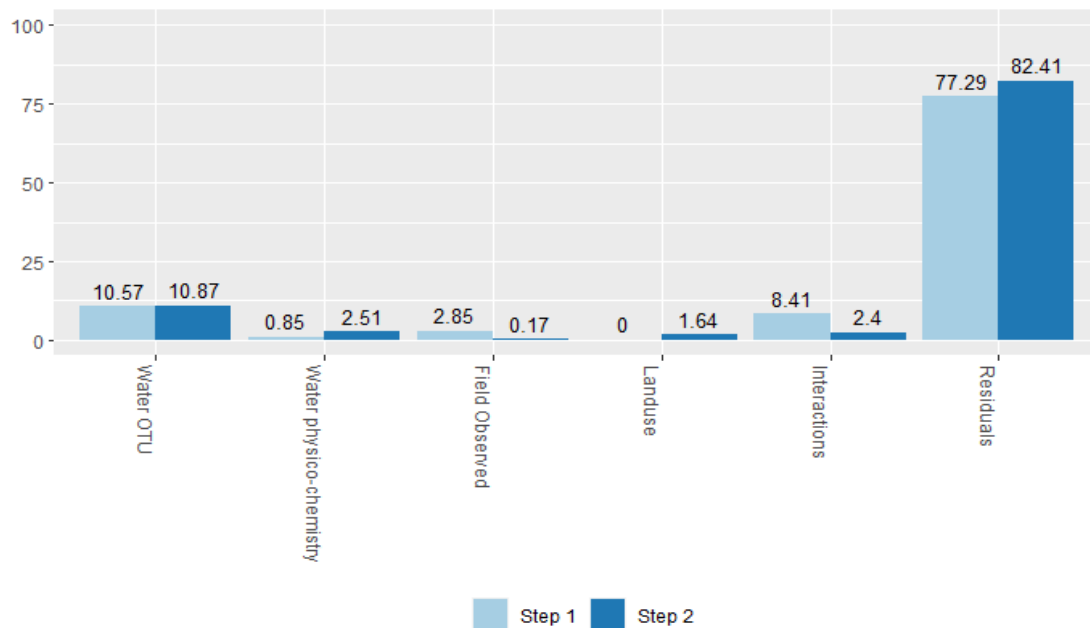 100
75
50
25
0
10.57 10.87
0.85 2.51
2.85 0.17
0 1.64
8.41 2.4
77.29 82.41
Water OTU
Water physico-chemistry
Field Observed
Landuse
Interactions
Residuals
Step 1 Step 2